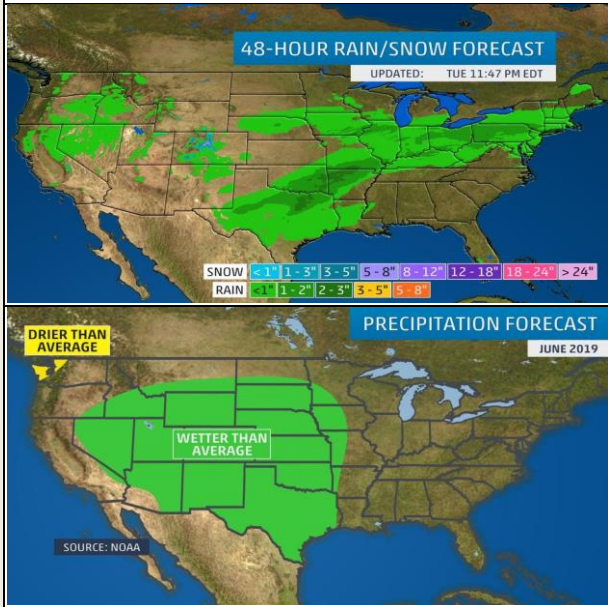 48-HOUR RAIN/SNOW FORECAST
UPDATED: TUE 11:47 PM EDT
SNOW <1" 1-3" 3-5" 5-8" 8-12" 12-18" 18-24" >24"
RAIN <1" 1-2" 2-3" 3-5" 5-8"
PRECIPITATION FORECAST
JUNE 2019
DRIER THAN
AVERAGE
WETTER THAN
AVERAGE
SOURCE: NOAA